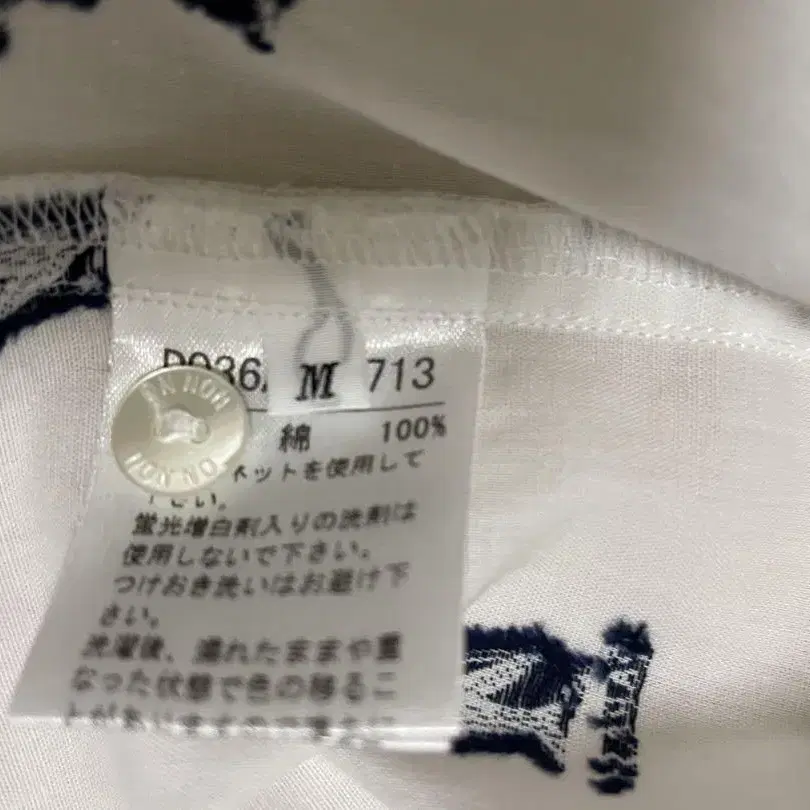 M 713
綿 100%
ネットを使用して
下さい。
蛍光増白剤入りの洗剤は
使用しないで下さい。
つけおき洗いはお避け下
さい。
洗濯後、濡れたままや重
なった状態で色の移るこ